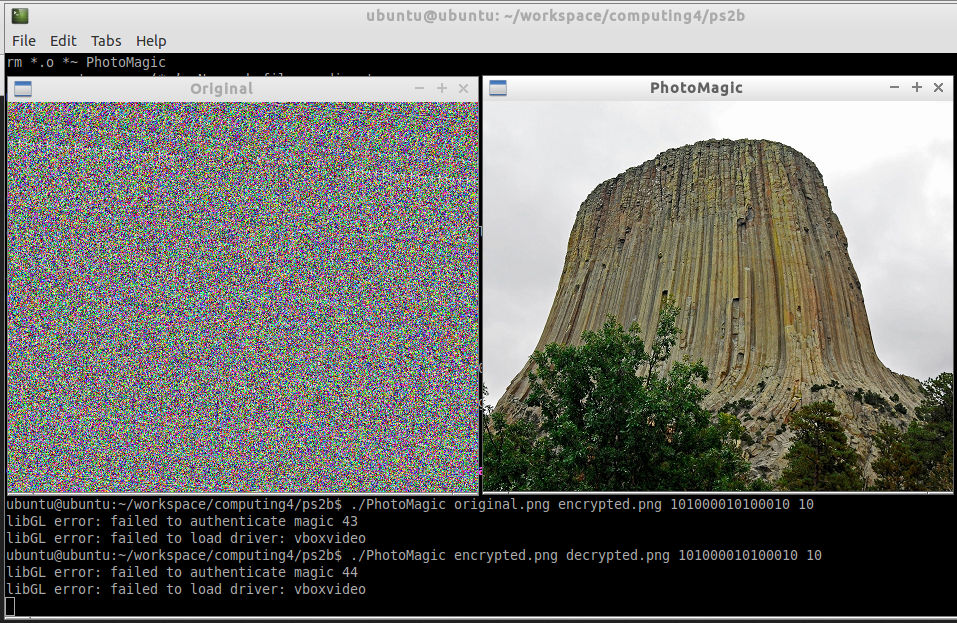 ubuntu@ubuntu: ~/workspace/computing4/ps2b
File Edit Tabs Help
rm *.o *~ PhotoMagic
Original
PhotoMagic
ubuntu@ubuntu:~/workspace/computing4/ps2b$ ./PhotoMagic original.png encrypted.png 101000010100010 10
libGL error: failed to authenticate magic 43
libGL error: failed to load driver: vboxvideo
ubuntu@ubuntu:~/workspace/computing4/ps2b$ ./PhotoMagic encrypted.png decrypted.png 101000010100010 10
libGL error: failed to authenticate magic 44
libGL error: failed to load driver: vboxvideo